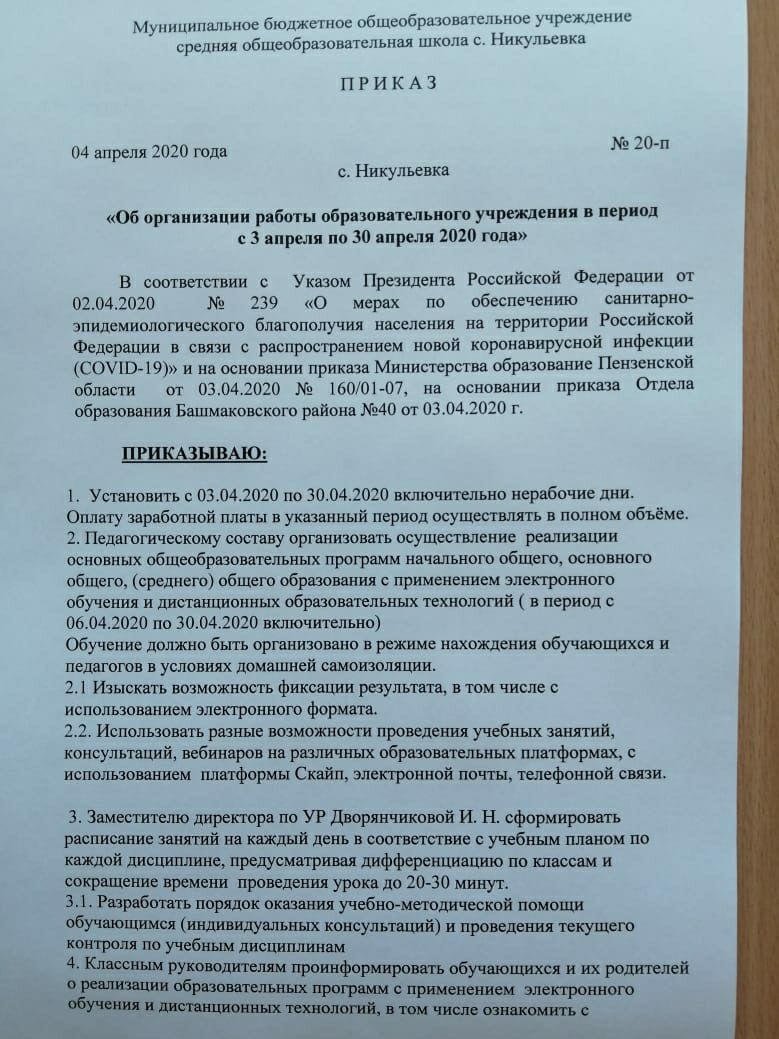 Муниципальное бюджетное общеобразовательное учреждение
средняя общеобразовательная школа с. Никульевка
П Р И К А З
04 апреля 2020 года
№ 20-п
с. Никульевка
«Об организации работы образовательного учреждения в период
с 3 апреля по 30 апреля 2020 года»
В соответствии с Указом Президента Российской Федерации от
02.04.2020 № 239 «О мерах по обеспечению санитарно-
эпидемиологического благополучия населения на территории Российской
Федерации в связи с распространением новой коронавирусной инфекции
(COVID-19)» и на основании приказа Министерства образование Пензенской
области от 03.04.2020 № 160/01-07, на основании приказа Отдела
образования Башмаковского района №40 от 03.04.2020 г.
ПРИКАЗЫВАЮ:
1. Установить с 03.04.2020 по 30.04.2020 включительно нерабочие дни.
Оплату заработной платы в указанный период осуществлять в полном объёме.
2. Педагогическому составу организовать осуществление реализации
основных общеобразовательных программ начального общего, основного
общего, (среднего) общего образования с применением электронного
обучения и дистанционных образовательных технологий ( в период с
06.04.2020 по 30.04.2020 включительно)
Обучение должно быть организовано в режиме нахождения обучающихся и
педагогов в условиях домашней самоизоляции.
2.1 Изыскать возможность фиксации результата, в том числе с
использованием электронного формата.
2.2. Использовать разные возможности проведения учебных занятий,
консультаций, вебинаров на различных образовательных платформах, с
использованием платформы Скайп, электронной почты, телефонной связи.
3. Заместителю директора по УР Дворянчиковой И. Н. сформировать
расписание занятий на каждый день в соответствие с учебным планом по
каждой дисциплине, предусматривая дифференциацию по классам и
сокращение времени проведения урока до 20-30 минут.
3.1. Разработать порядок оказания учебно-методической помощи
обучающимся (индивидуальных консультаций) и проведения текущего
контроля по учебным дисциплинам
4. Классным руководителям проинформировать обучающихся и их родителей
о реализации образовательных программ с применением электронного
обучения и дистанционных технологий, в том числе ознакомить с